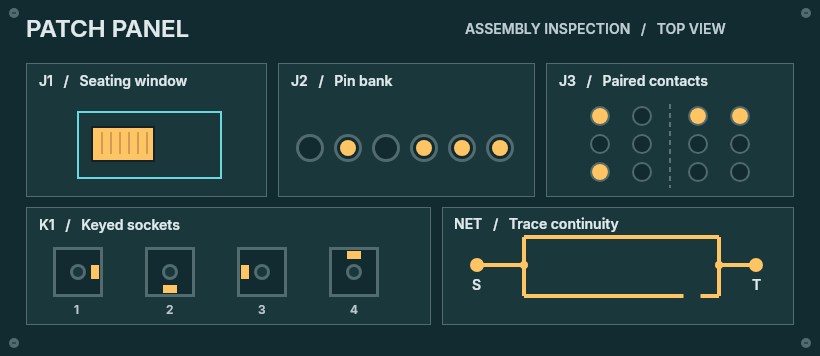 PATCH PANEL
ASSEMBLY INSPECTION / TOP VIEW
J1 / Seating window
J2 / Pin bank
J3 / Paired contacts
K1 / Keyed sockets
1 2 3 4
NET / Trace continuity
S T